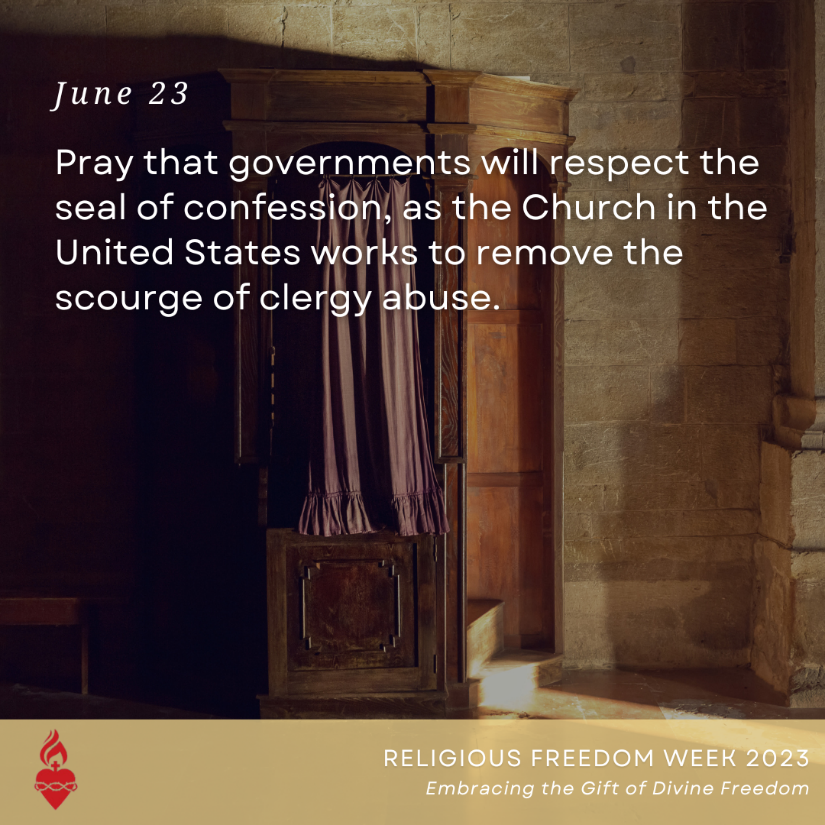 June 23
Pray that governments will respect the
seal of confession, as the Church in the
United States works to remove the
scourge of clergy abuse.
RELIGIOUS FREEDOM WEEK 2023
Embracing the Gift of Divine Freedom